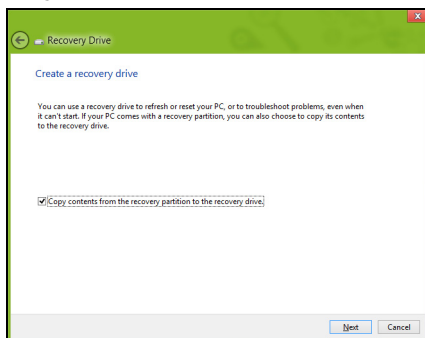 Recovery Drive
Create a recovery drive
You can use a recovery drive to refresh or reset your PC, or to troubleshoot problems, even when
it can't start. If your PC comes with a recovery partition, you can also choose to copy its contents
to the recovery drive.
Copy contents from the recovery partition to the recovery drive.
Next Cancel